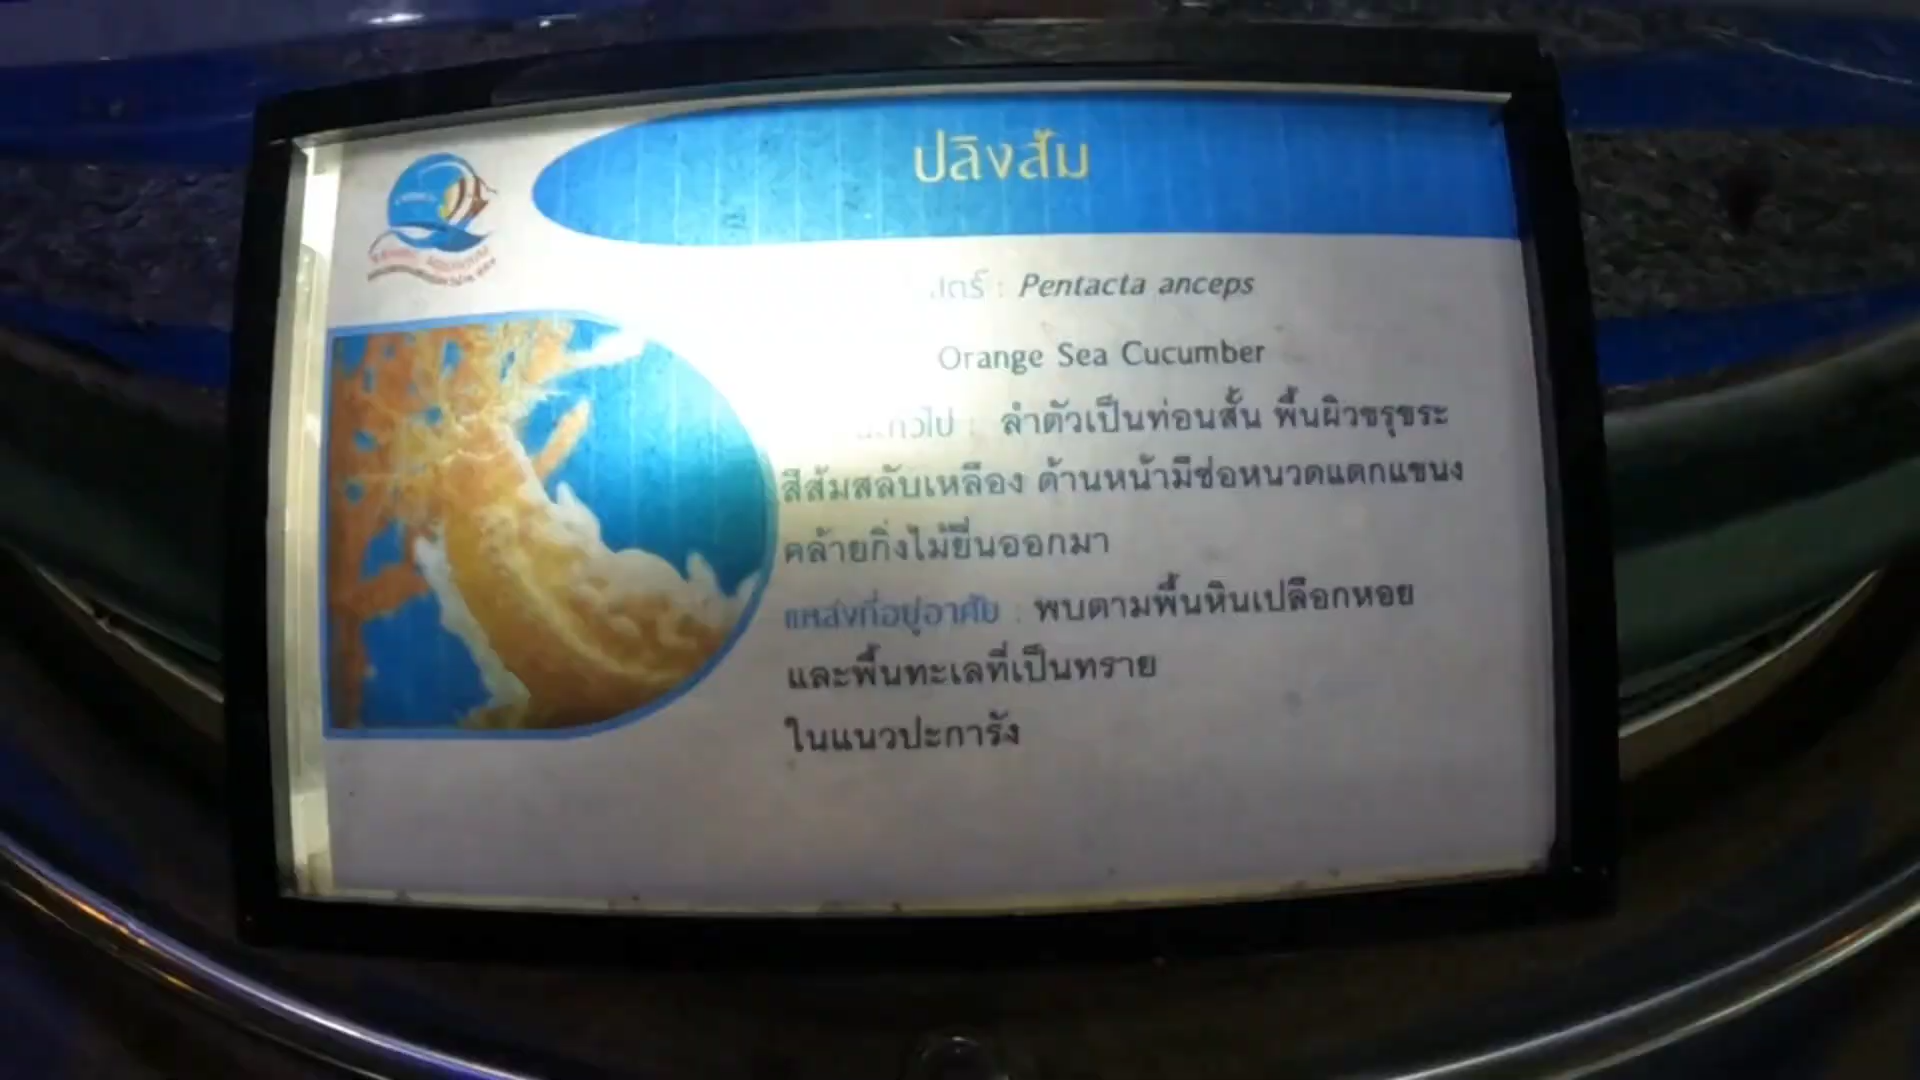 ปลิงส้ม
: Pentacta anceps
Orange Sea Cucumber
: ลำตัวเป็นท่อนสั้น พื้นผิวขรุขระ
สีส้มสลับเหลือง ด้านหน้ามีช่อหนวดแตกแขนง
คล้ายกิ่งไม้ยื่นออกมา
แหล่งที่อยู่อาศัย : พบตามพื้นหินเปลือกหอย
และพื้นทะเลที่เป็นทราย
ในแนวปะการัง